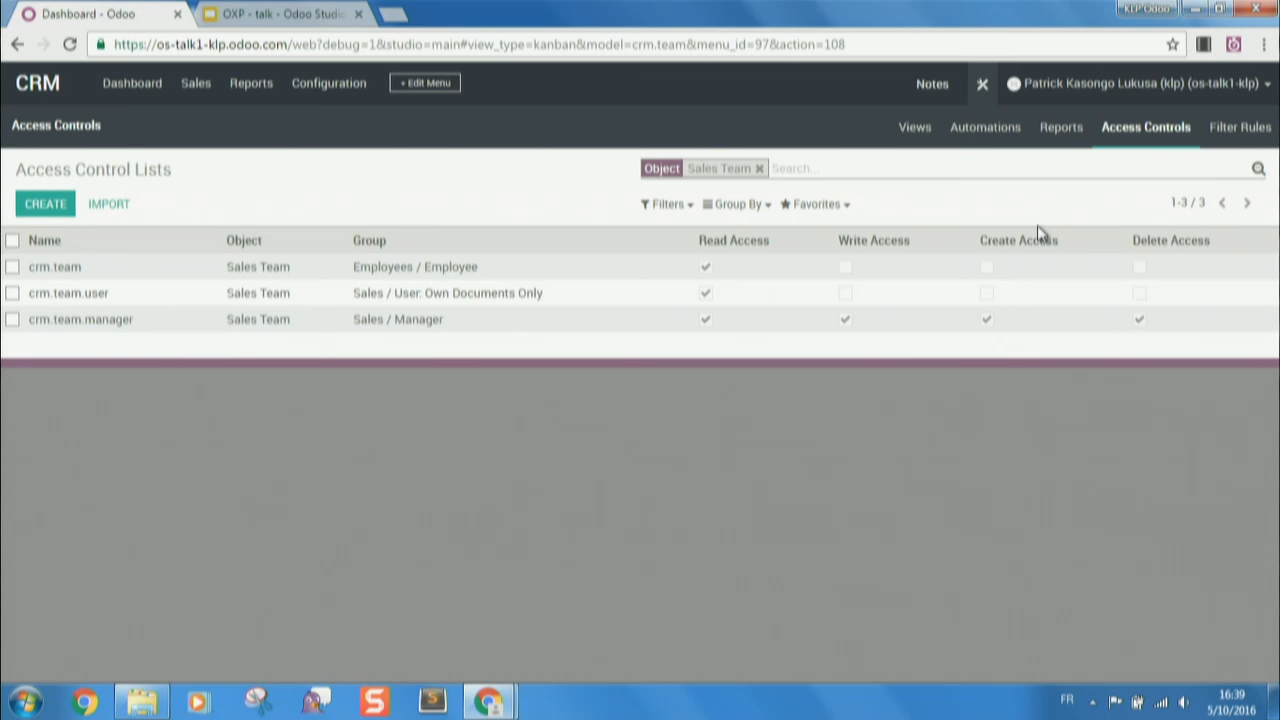 Dashboard - Odoo
OXP - talk - Odoo Studio
KLP Odoo
https://os-talk1-klp.odoo.com/web?debug=1&studio=main#view_type=kanban&model=crm.team&menu_id=97&action=108
CRM Dashboard Sales Reports Configuration + Edit Menu Notes Patrick Kasongo Lukusa (klp) (os-talk1-klp)
Access Controls Views Automations Reports Access Controls Filter Rules
Access Control Lists Object Sales Team Search...
CREATE IMPORT Filters Group By Favorites 1-3 / 3
Name Object Group Read Access Write Access Create Access Delete Access
crm.team Sales Team Employees / Employee
crm.team.user Sales Team Sales / User: Own Documents Only
crm.team.manager Sales Team Sales / Manager
FR 16:39
5/10/2016